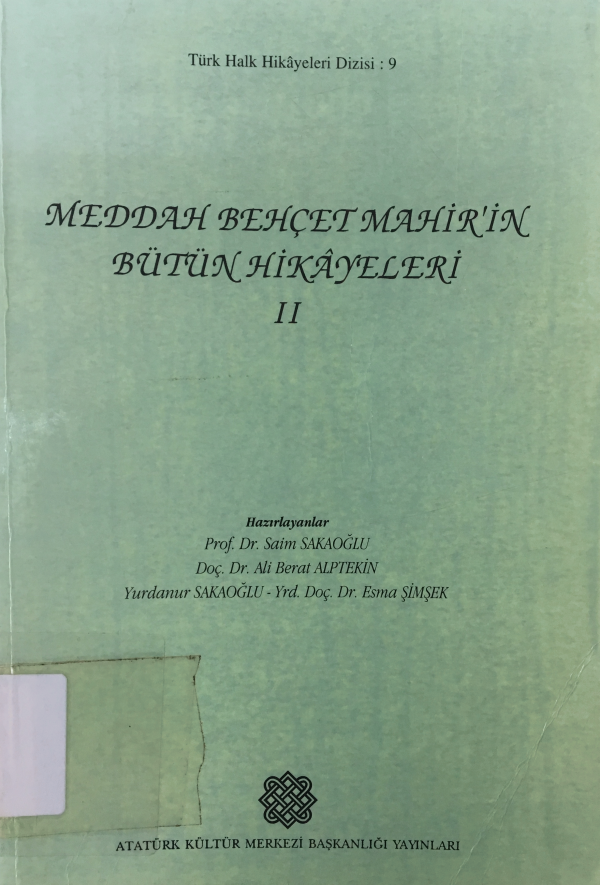 Türk Halk Hikâyeleri Dizisi : 9
MEDDAH BEHÇET MAHİR'İN
BÜTÜN HİKÂYELERİ
II
Hazırlayanlar
Prof. Dr. Saim SAKAOĞLU
Doç. Dr. Ali Berat ALPTEKİN
Yurdanur SAKAOĞLU - Yrd. Doç. Dr. Esma ŞİMŞEK
ATATÜRK KÜLTÜR MERKEZİ BAŞKANLIĞI YAYINLARI